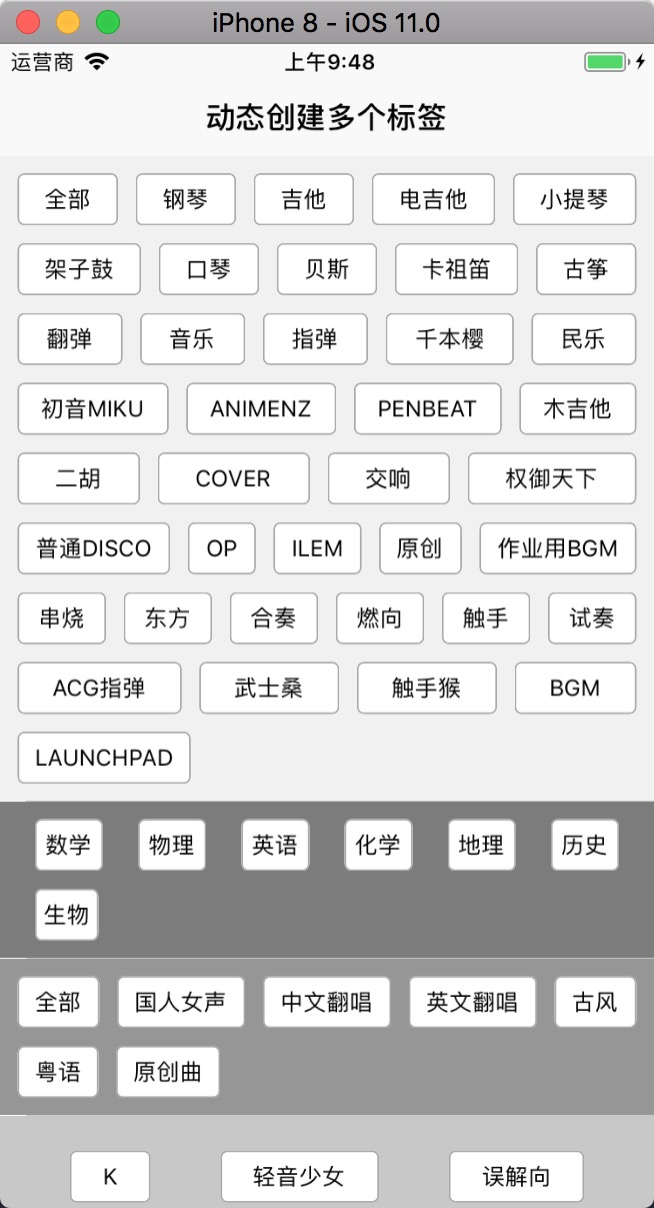 iPhone 8 - iOS 11.0
运营商 上午9:48
动态创建多个标签
全部 钢琴 吉他 电吉他 小提琴
架子鼓 口琴 贝斯 卡祖笛 古筝
翻弹 音乐 指弹 千本樱 民乐
初音MIKU ANIMENZ PENBEAT 木吉他
二胡 COVER 交响 权御天下
普通DISCO OP ILEM 原创 作业用BGM
串烧 东方 合奏 燃向 触手 试奏
ACG指弹 武士桑 触手猴 BGM
LAUNCHPAD
数学 物理 英语 化学 地理 历史
生物
全部 国人女声 中文翻唱 英文翻唱 古风
粤语 原创曲
K 轻音少女 误解向